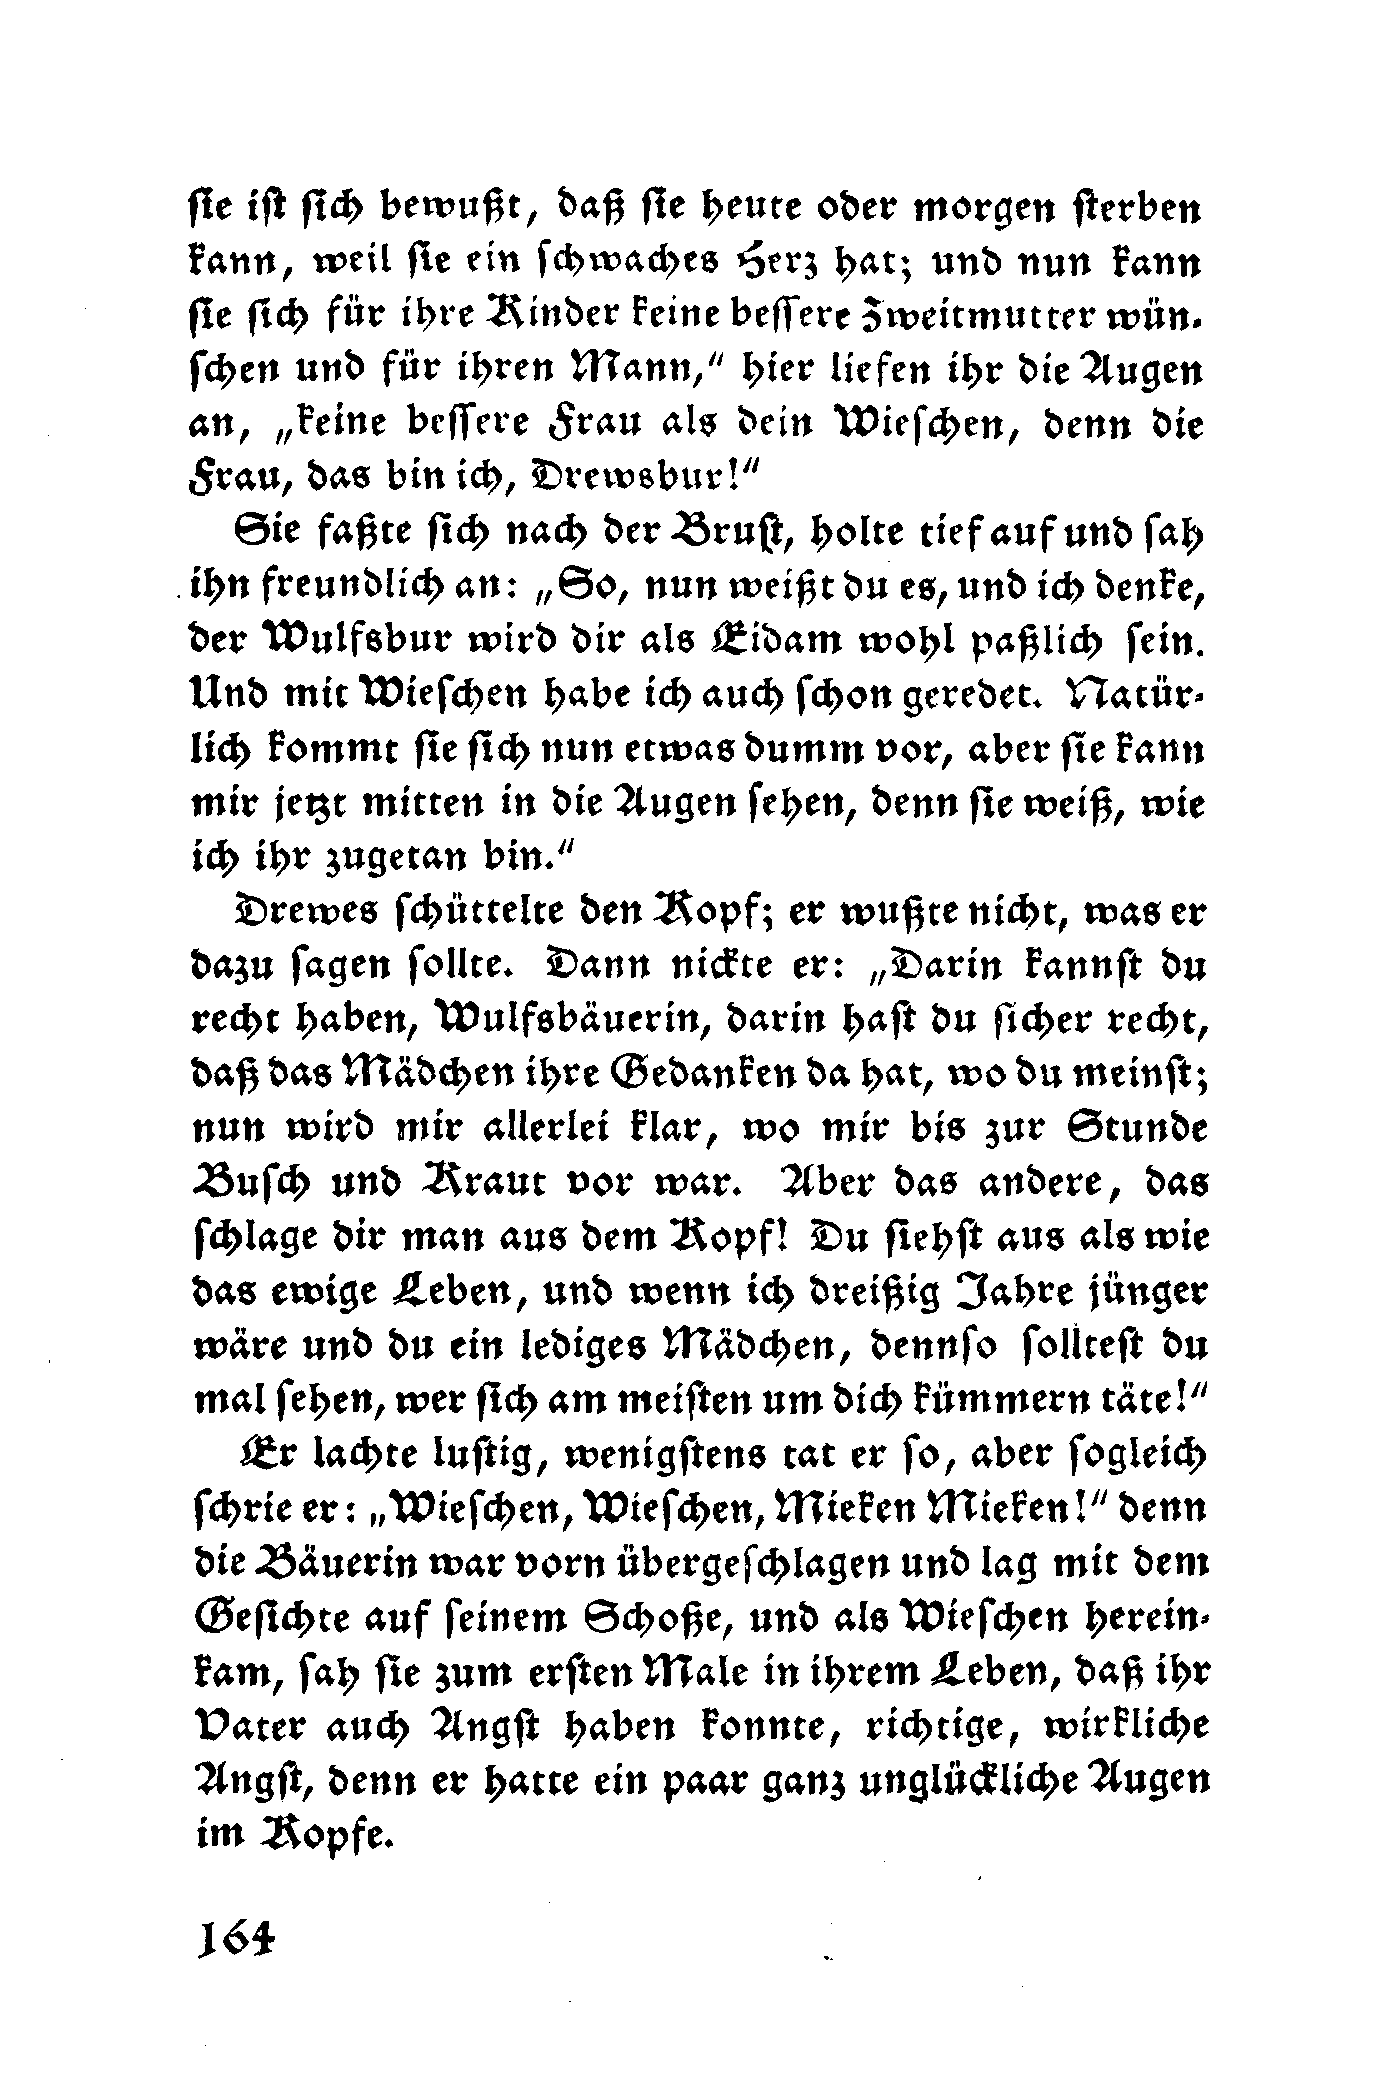 sie ist sich bewußt, daß sie heute oder morgen sterben
kann, weil sie ein schwaches Herz hat; und nun kann
sie sich für ihre Kinder keine bessere Zweitmutter wün-
schen und für ihren Mann,“ hier liefen ihr die Augen
an, „keine bessere Frau als dein Wieschen, denn die
Frau, das bin ich, Drewsbur!“
Sie faßte sich nach der Brust, holte tief auf und sah
ihn freundlich an: „So, nun weißt du es, und ich denke,
der Wulfsbur wird dir als Eidam wohl paßlich sein.
Und mit Wieschen habe ich auch schon geredet. Natür-
lich kommt sie sich nun etwas dumm vor, aber sie kann
mir jetzt mitten in die Augen sehen, denn sie weiß, wie
ich ihr zugetan bin.“
Drewes schüttelte den Kopf; er wußte nicht, was er
dazu sagen sollte. Dann nickte er: „Darin kannst du
recht haben, Wulfsbäuerin, darin hast du sicher recht,
daß das Mädchen ihre Gedanken da hat, wo du meinst;
nun wird mir allerlei klar, wo mir bis zur Stunde
Busch und Kraut vor war. Aber das andere, das
schlage dir man aus dem Kopf! Du siehst aus als wie
das ewige Leben, und wenn ich dreißig Jahre jünger
wäre und du ein lediges Mädchen, dennso solltest du
mal sehen, wer sich am meisten um dich kümmern täte!“
Er lachte lustig, wenigstens tat er so, aber sogleich
schrie er: „Wieschen, Wieschen, Mieken Mieken!“ denn
die Bäuerin war vorn übergeschlagen und lag mit dem
Gesichte auf seinem Schoße, und als Wieschen herein-
kam, sah sie zum ersten Male in ihrem Leben, daß ihr
Vater auch Angst haben konnte, richtige, wirkliche
Angst, denn er hatte ein paar ganz unglückliche Augen
im Kopfe.
164